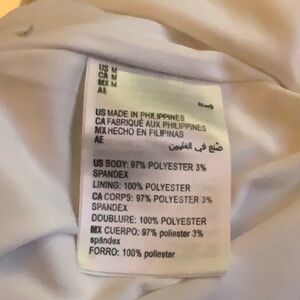 US M
CA M
MX M
AE
US MADE IN PHILIPPINES
CA FABRIQUÉ AUX PHILIPPINES
MX HECHO EN FILIPINAS
صنع في الفلبين
AE
US BODY: 97% POLYESTER 3%
SPANDEX
LINING: 100% POLYESTER
CA CORPS: 97% POLYESTER 3%
SPANDEX
DOUBLURE: 100% POLYESTER
MX CUERPO: 97% poliester 3%
spándex
FORRO: 100% poliester